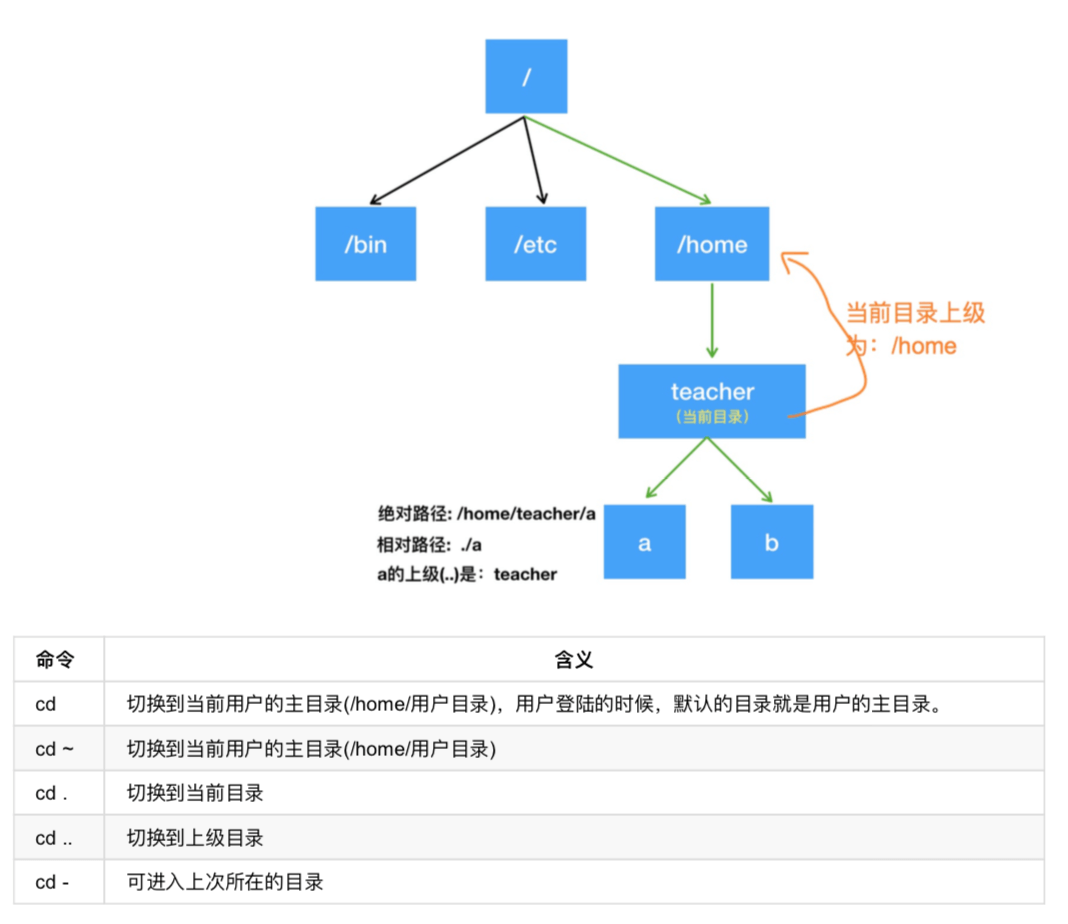 /
/bin
/etc
/home
当前目录上级
为：/home
teacher
（当前目录）
绝对路径: /home/teacher/a
相对路径: ./a
a的上级(..)是：teacher
a
b
命令 含义
cd 切换到当前用户的主目录(/home/用户目录)，用户登陆的时候，默认的目录就是用户的主目录。
cd ~ 切换到当前用户的主目录(/home/用户目录)
cd . 切换到当前目录
cd .. 切换到上级目录
cd - 可进入上次所在的目录